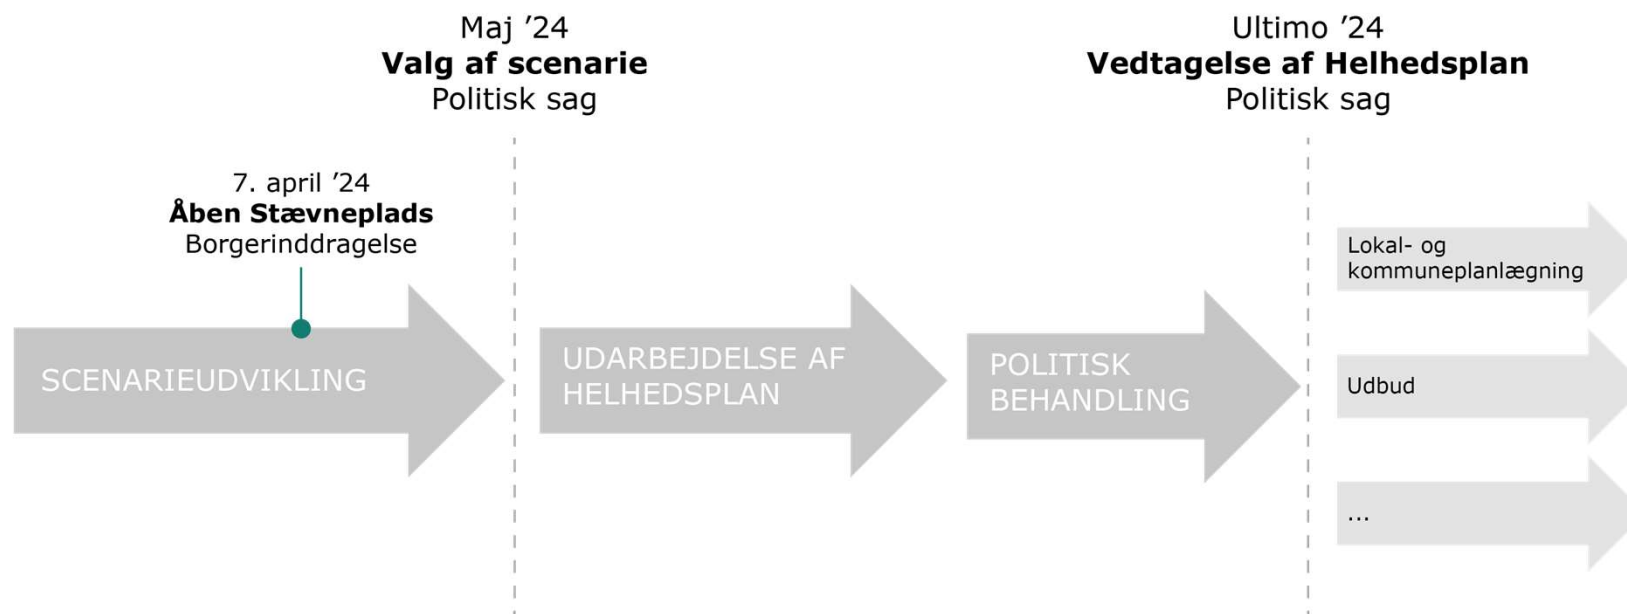 Maj ’24
Valg af scenarie
Politisk sag
Ultimo ’24
Vedtagelse af Helhedsplan
Politisk sag
7. april ’24
Åben Stævneplads
Borgerinddragelse
SCENARIEUDVIKLING
UDARBEJDELSE AF
HELHEDSPLAN
POLITISK
BEHANDLING
Lokal- og
kommuneplanlægning
Udbud
...